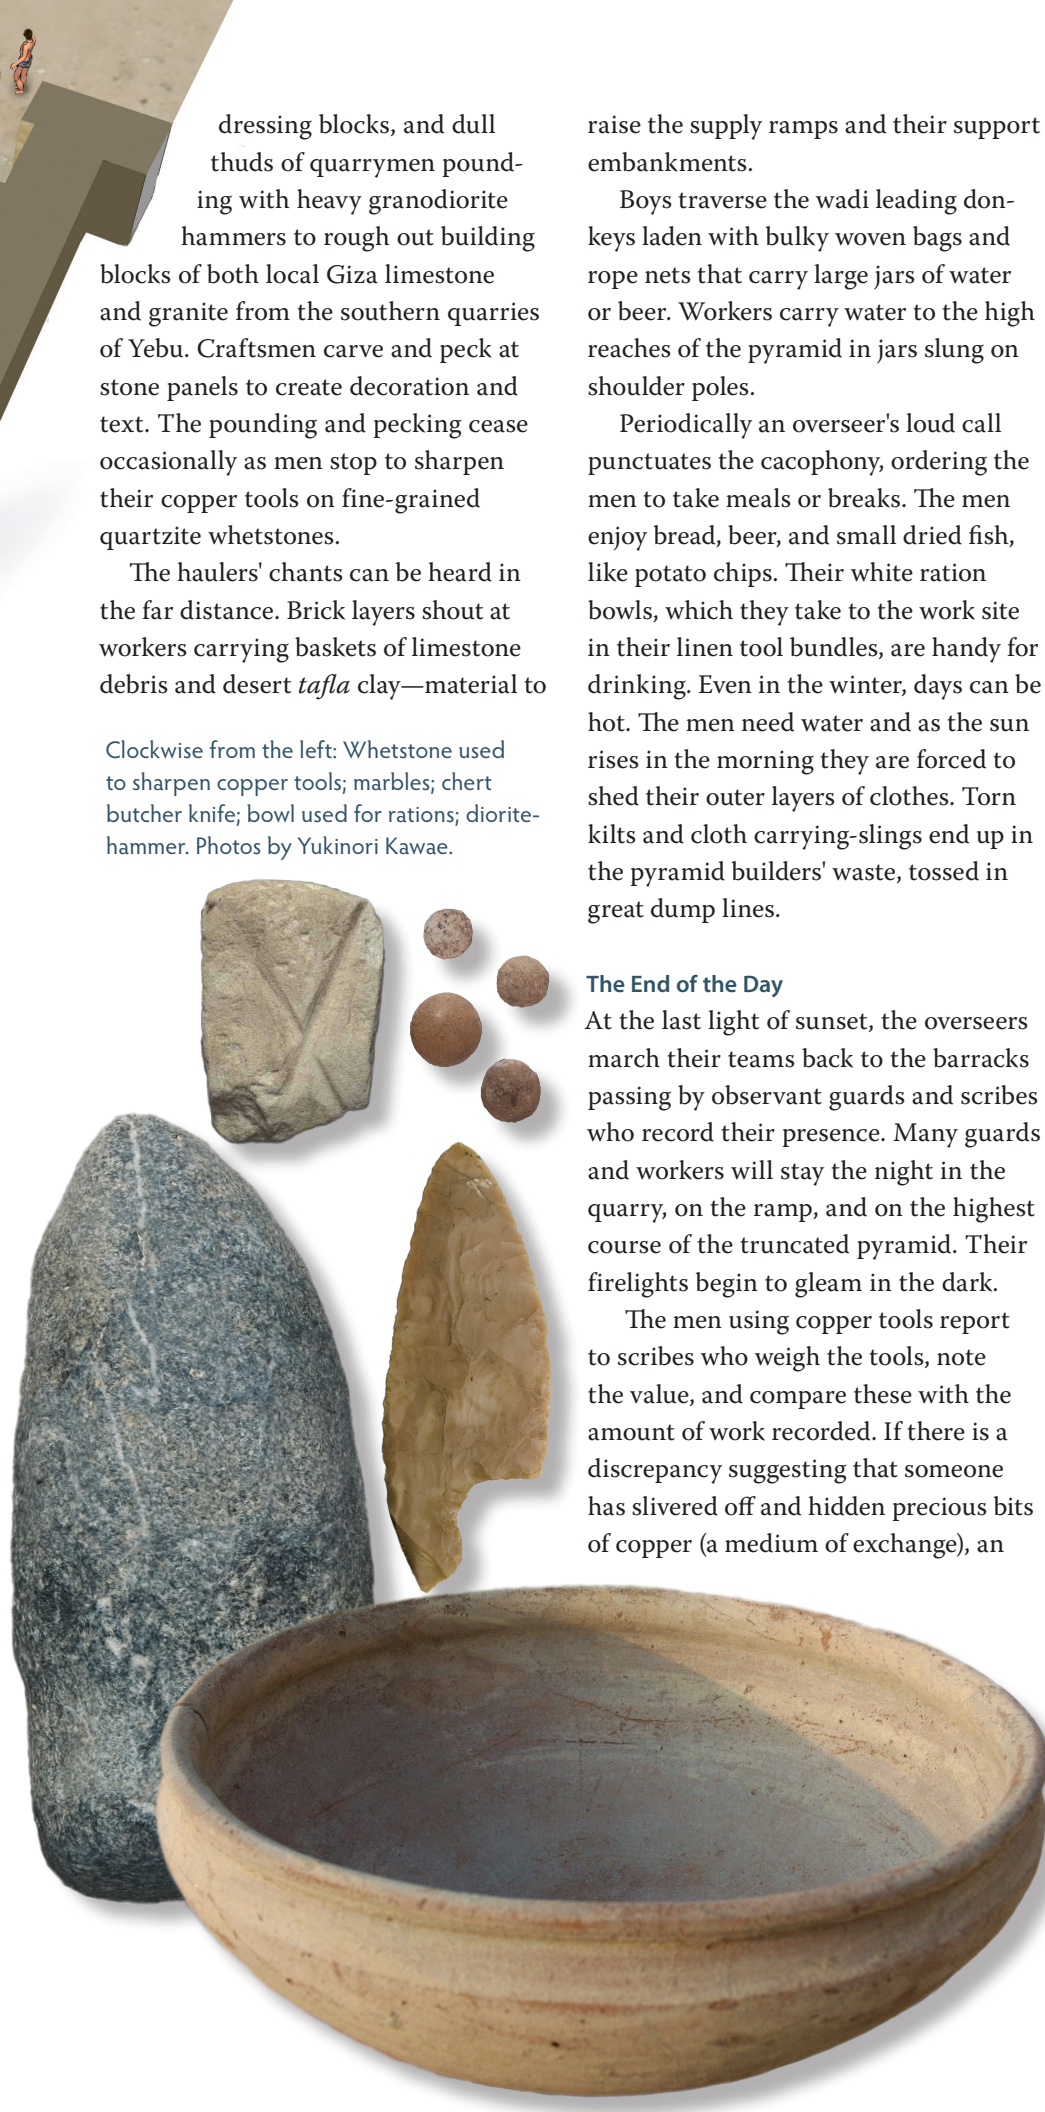 dressing blocks, and dull
thuds of quarrymen pound-
ing with heavy granodiorite
hammers to rough out building
blocks of both local Giza limestone
and granite from the southern quarries
of Yebu. Craftsmen carve and peck at
stone panels to create decoration and
text. The pounding and pecking cease
occasionally as men stop to sharpen
their copper tools on fine-grained
quartzite whetstones.
The haulers' chants can be heard in
the far distance. Brick layers shout at
workers carrying baskets of limestone
debris and desert tafla clay—material to
Clockwise from the left: Whetstone used
to sharpen copper tools; marbles; chert
butcher knife; bowl used for rations; diorite-
hammer. Photos by Yukinori Kawae.
raise the supply ramps and their support
embankments.
Boys traverse the wadi leading don-
keys laden with bulky woven bags and
rope nets that carry large jars of water
or beer. Workers carry water to the high
reaches of the pyramid in jars slung on
shoulder poles.
Periodically an overseer's loud call
punctuates the cacophony, ordering the
men to take meals or breaks. The men
enjoy bread, beer, and small dried fish,
like potato chips. Their white ration
bowls, which they take to the work site
in their linen tool bundles, are handy for
drinking. Even in the winter, days can be
hot. The men need water and as the sun
rises in the morning they are forced to
shed their outer layers of clothes. Torn
kilts and cloth carrying-slings end up in
the pyramid builders' waste, tossed in
great dump lines.
The End of the Day
At the last light of sunset, the overseers
march their teams back to the barracks
passing by observant guards and scribes
who record their presence. Many guards
and workers will stay the night in the
quarry, on the ramp, and on the highest
course of the truncated pyramid. Their
firelights begin to gleam in the dark.
The men using copper tools report
to scribes who weigh the tools, note
the value, and compare these with the
amount of work recorded. If there is a
discrepancy suggesting that someone
has slivered off and hidden precious bits
of copper (a medium of exchange), an